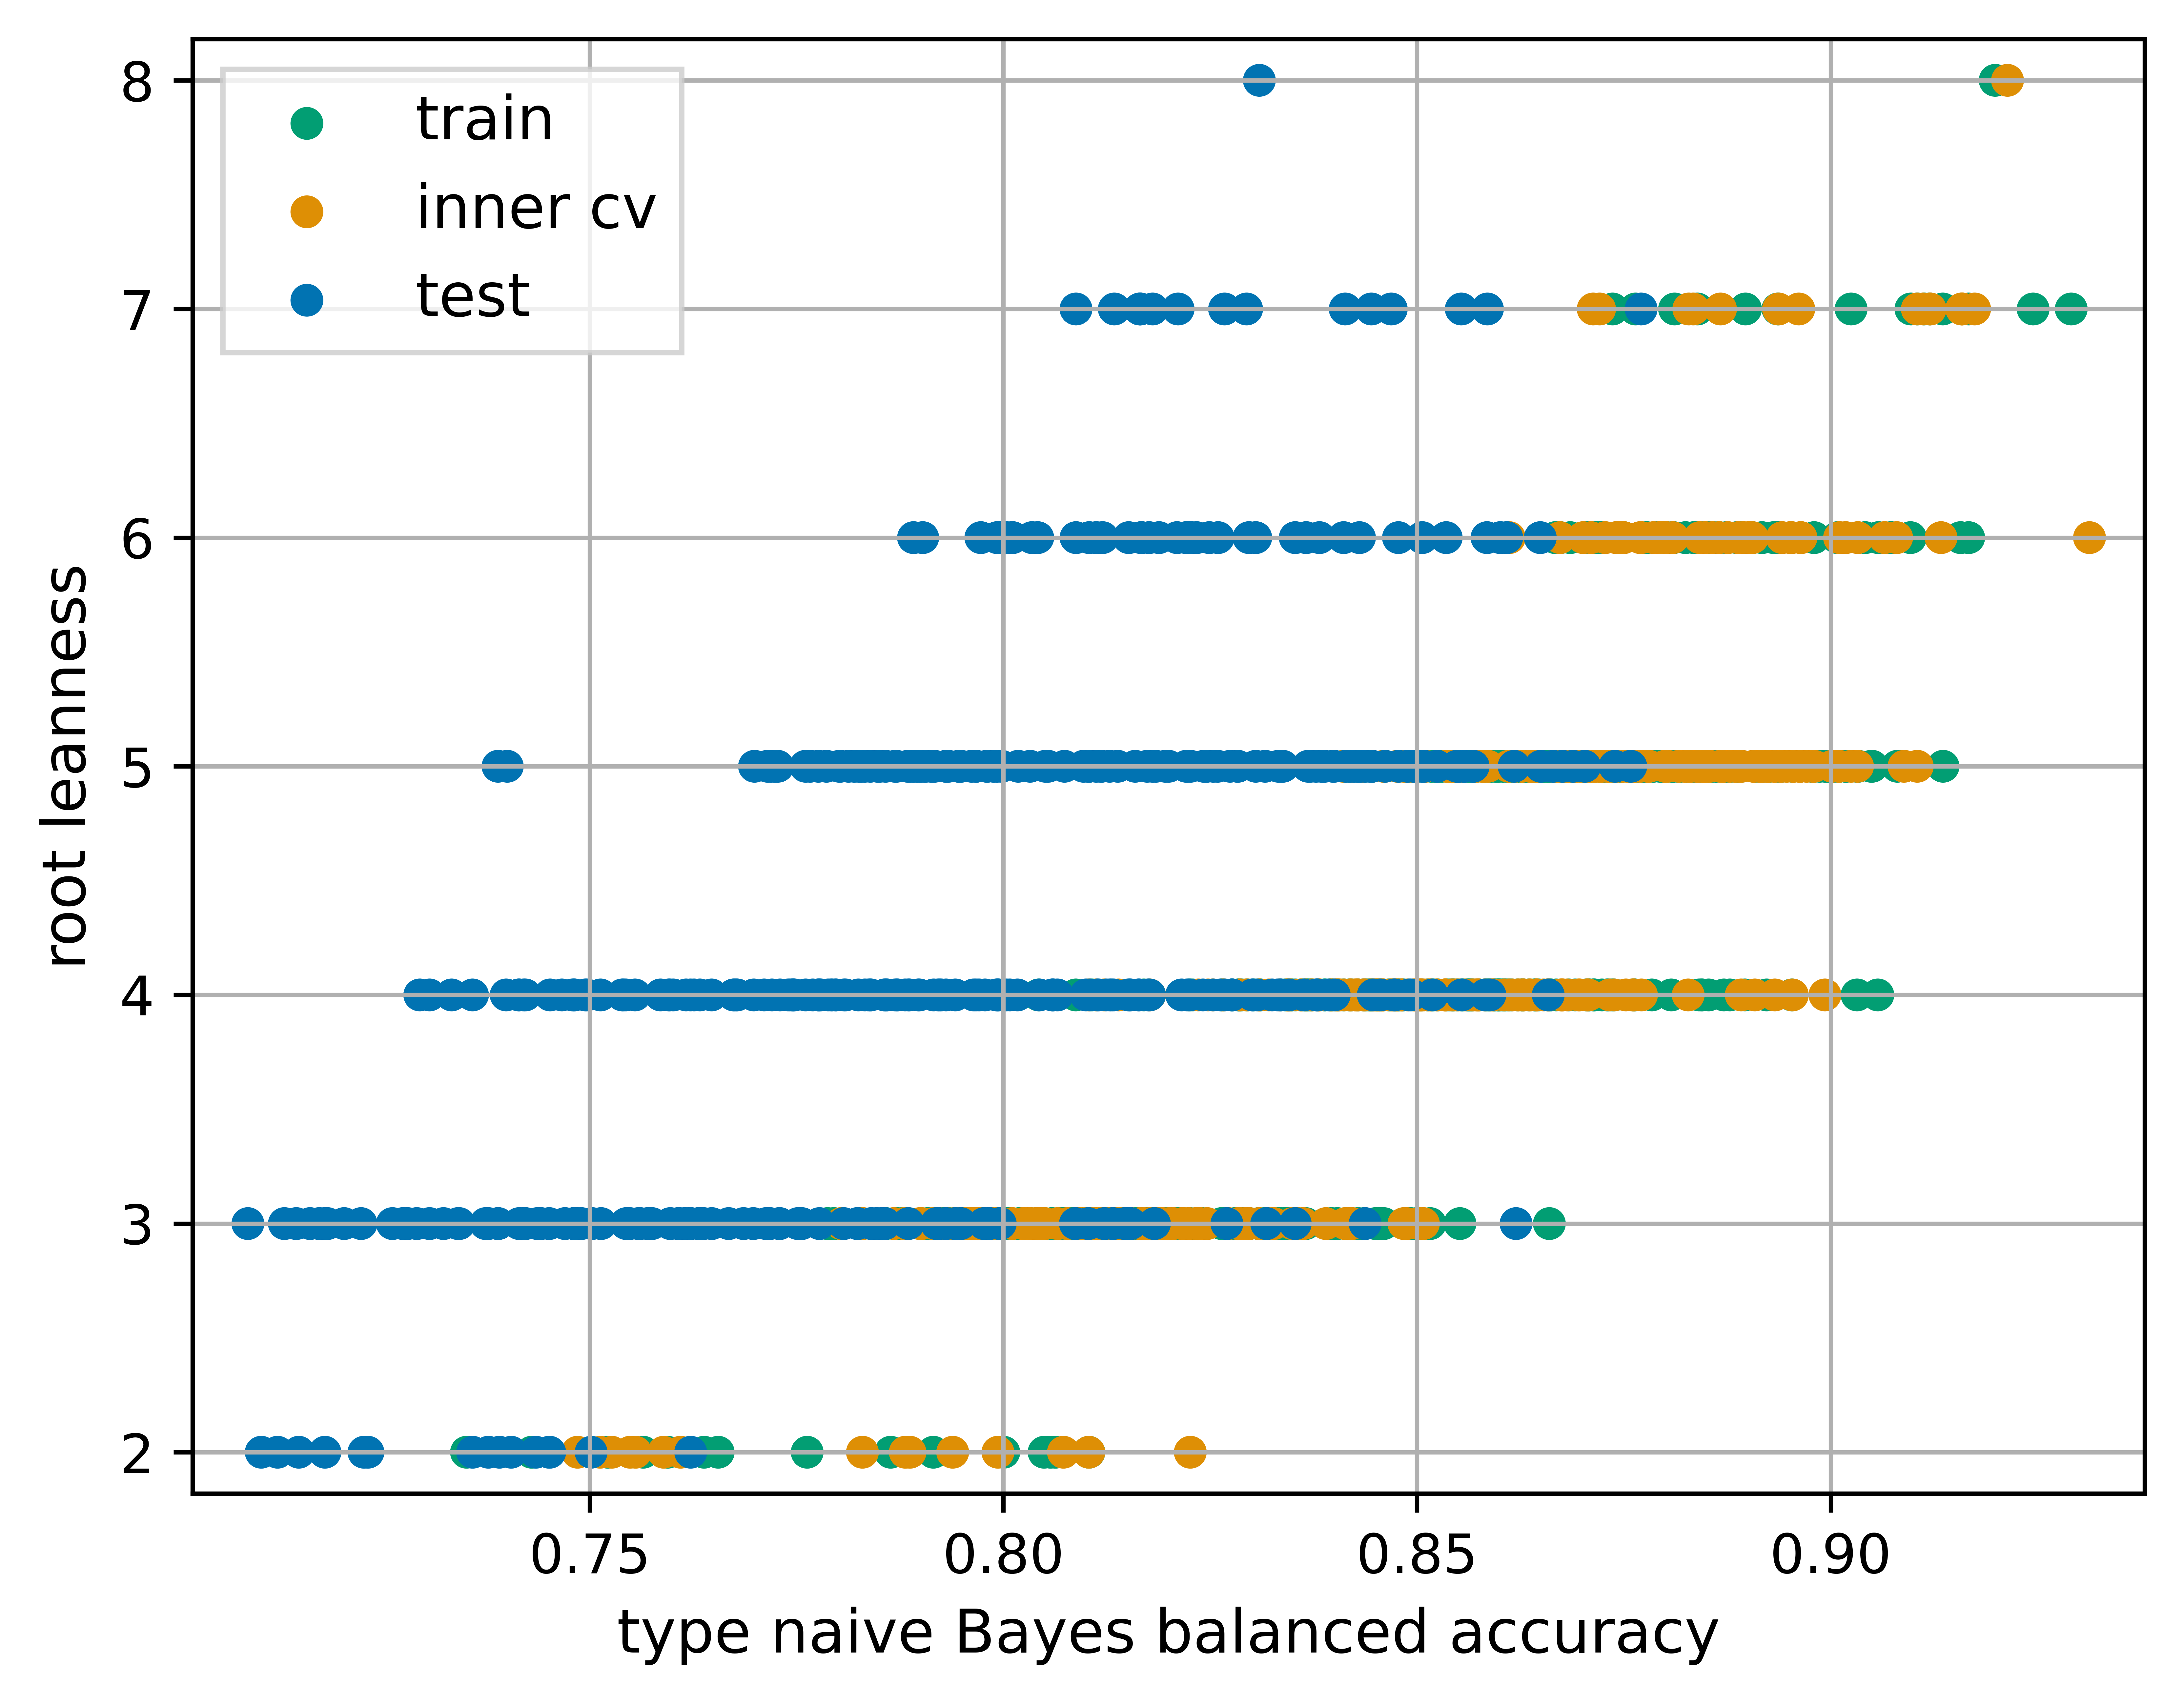 train
inner cv
test
8
7
6
5
4
3
2
root leanness
0.75 0.80 0.85 0.90
type naive Bayes balanced accuracy